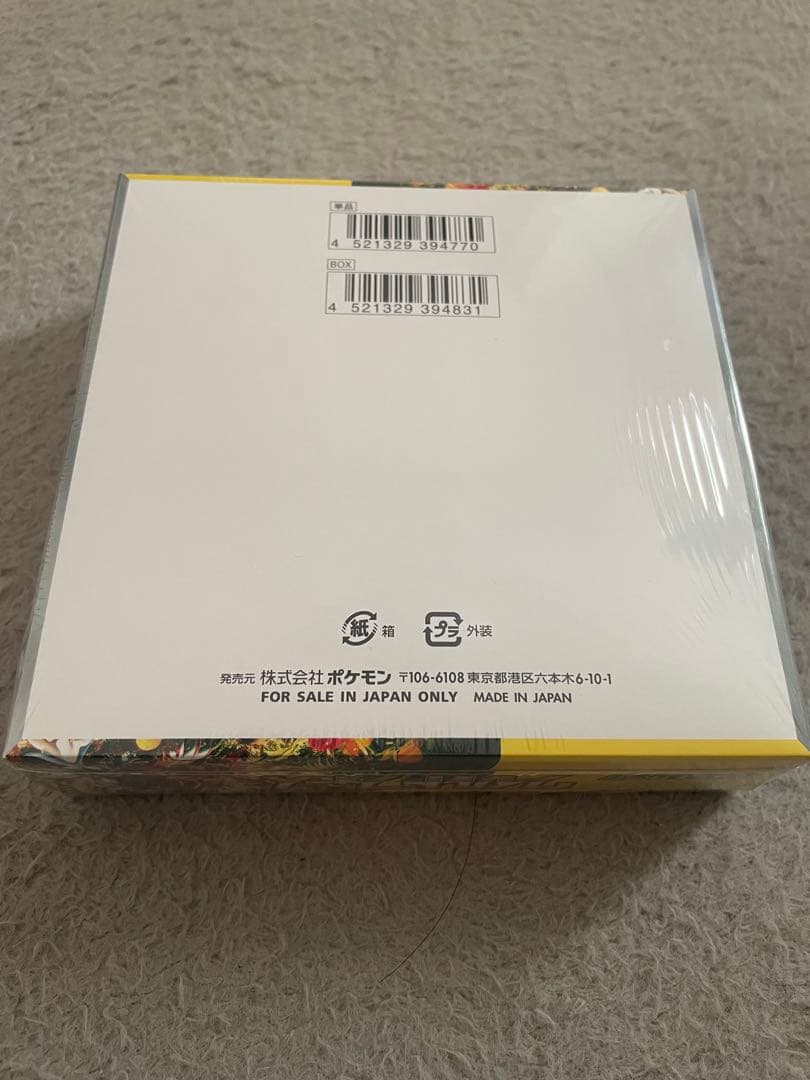 単品
4 521329 394770
BOX
4 521329 394831
紙 箱 プラ 外装
発売元 株式会社 ポケモン 〒106-6108 東京都港区六本木6-10-1
FOR SALE IN JAPAN ONLY MADE IN JAPAN